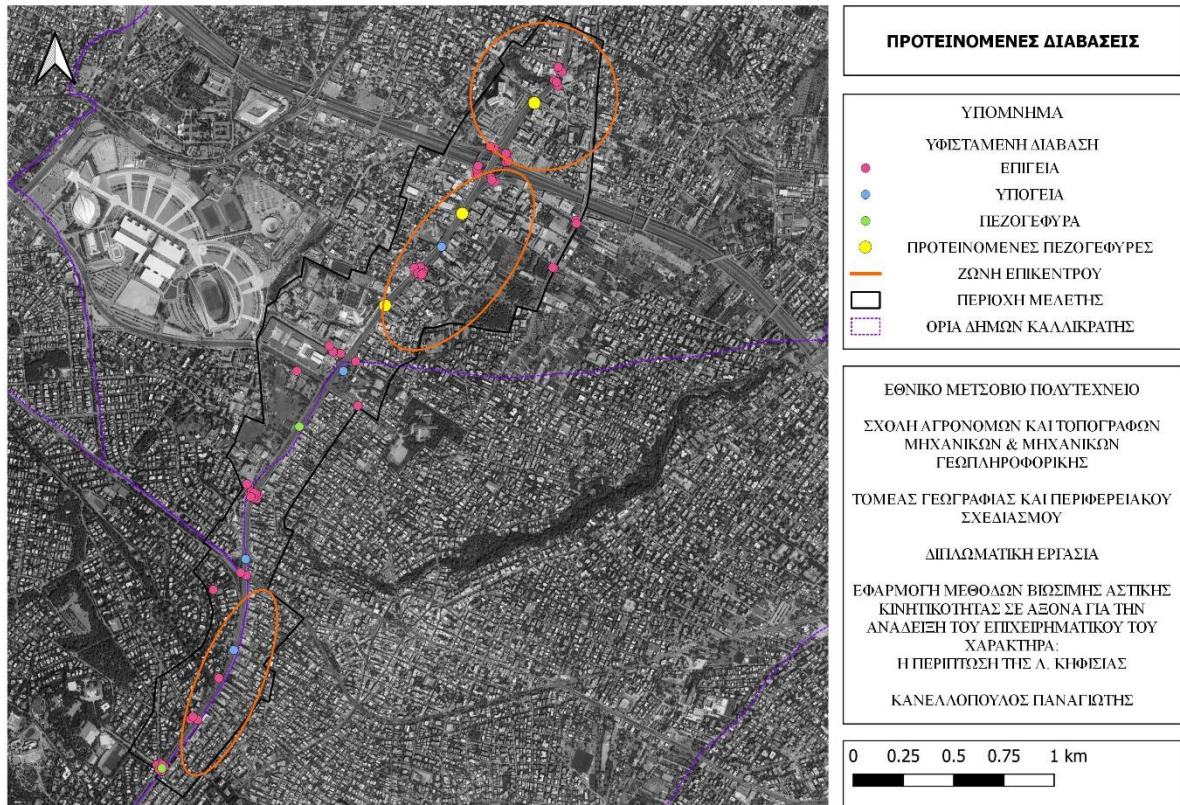 ΠΡΟΤΕΙΝΟΜΕΝΕΣ ΔΙΑΒΑΣΕΙΣ
ΥΠΟΜΝΗΜΑ
ΥΦΙΣΤΑΜΕΝΗ ΔΙΑΒΑΣΗ
ΕΠΙΓΕΙΑ
ΥΠΟΓΕΙΑ
ΠΕΖΟΓΕΦΥΡΑ
ΠΡΟΤΕΙΝΟΜΕΝΕΣ ΠΕΖΟΓΕΦΥΡΕΣ
ΖΩΝΗ ΕΠΙΚΕΝΤΡΟΥ
ΠΕΡΙΟΧΗ ΜΕΛΕΤΗΣ
ΟΡΙΑ ΔΗΜΩΝ ΚΑΛΛΙΚΡΑΤΗΣ
ΕΘΝΙΚΟ ΜΕΤΣΟΒΙΟ ΠΟΛΥΤΕΧΝΕΙΟ
ΣΧΟΛΗ ΑΓΡΟΝΟΜΩΝ ΚΑΙ ΤΟΠΟΓΡΑΦΩΝ
ΜΗΧΑΝΙΚΩΝ & ΜΗΧΑΝΙΚΩΝ
ΓΕΩΠΛΗΡΟΦΟΡΙΚΗΣ
ΤΟΜΕΑΣ ΓΕΩΓΡΑΦΙΑΣ ΚΑΙ ΠΕΡΙΦΕΡΕΙΑΚΟΥ
ΣΧΕΔΙΑΣΜΟΥ
ΔΙΠΛΩΜΑΤΙΚΗ ΕΡΓΑΣΙΑ
ΕΦΑΡΜΟΓΗ ΜΕΘΟΔΩΝ ΒΙΩΣΙΜΗΣ ΑΣΤΙΚΗΣ
ΚΙΝΗΤΙΚΟΤΗΤΑΣ ΣΕ ΑΞΟΝΑ ΓΙΑ ΤΗΝ
ΑΝΑΔΕΙΞΗ ΤΟΥ ΕΠΙΧΕΙΡΗΜΑΤΙΚΟΥ ΤΟΥ
ΧΑΡΑΚΤΗΡΑ:
Η ΠΕΡΙΠΤΩΣΗ ΤΗΣ Λ. ΚΗΦΙΣΙΑΣ
ΚΑΝΕΛΛΟΠΟΥΛΟΣ ΠΑΝΑΓΙΩΤΗΣ
0 0.25 0.5 0.75 1 km